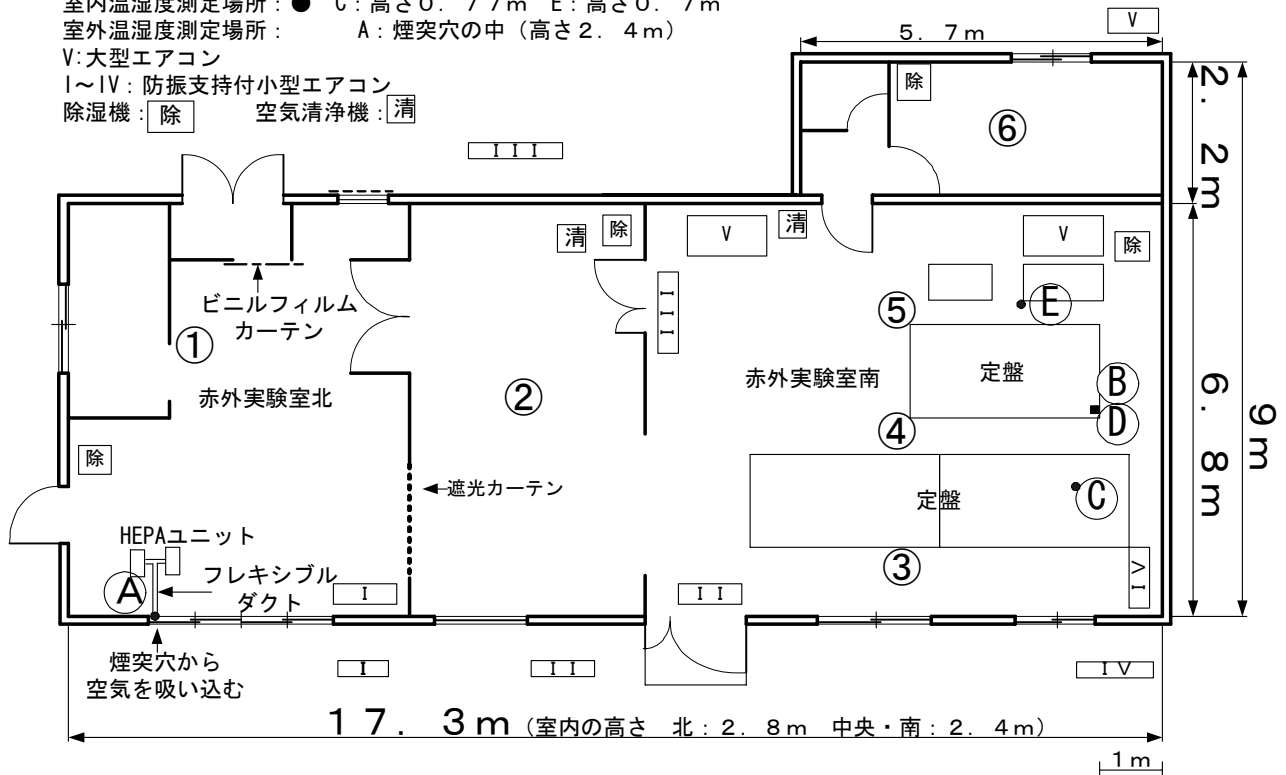 室内温湿度測定場所：● C：高さ0．77m E：高さ0．7m
室外温湿度測定場所： A：煙突穴の中（高さ2．4m）
V:大型エアコン
I～IV：防振支持付小型エアコン
除湿機：除 空気清浄機：清
V
5．7m
除
⑥
2．2m
III
清
除
V
清
V
除
ビニルフィルム
カーテン
①
III
⑤
E
赤外実験室北
②
赤外実験室南
定盤
B
D
6．8m
9m
④
除
遮光カーテン
定盤
C
HEPAユニット
フレキシブル
ダクト
A
I
II
③
IV
煙突穴から
空気を吸い込む
I
II
IV
17．3m（室内の高さ 北：2．8m 中央・南：2．4m）
1m